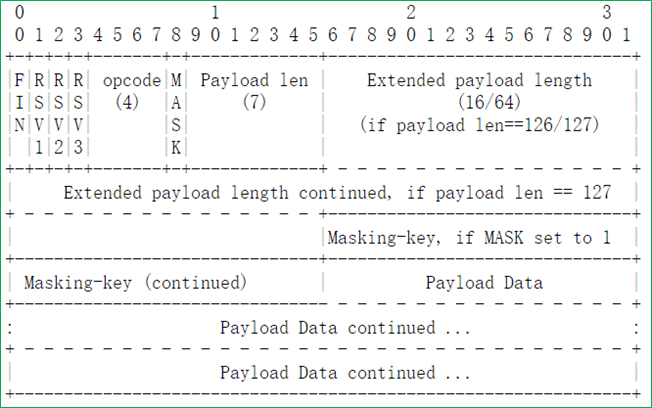 0                   1                   2                   3
 0 1 2 3 4 5 6 7 8 9 0 1 2 3 4 5 6 7 8 9 0 1 2 3 4 5 6 7 8 9 0 1
+-+-+-+-+-------+-+-------------+-------------------------------+
|F|R|R|R| opcode|M| Payload len |    Extended payload length    |
|I|S|S|S|  (4)  |A|     (7)     |             (16/64)           |
|N|V|V|V|       |S|             |   (if payload len==126/127)   |
| |1|2|3|       |K|             |                               |
+-+-+-+-+-------+-+-------------+ - - - - - - - - - - - - - - - +
|     Extended payload length continued, if payload len == 127  |
+ - - - - - - - - - - - - - - - +-------------------------------+
|                               |Masking-key, if MASK set to 1  |
+-------------------------------+-------------------------------+
| Masking-key (continued)       |          Payload Data         |
+-------------------------------- - - - - - - - - - - - - - - - +
:                     Payload Data continued ...                :
+ - - - - - - - - - - - - - - - - - - - - - - - - - - - - - - - +
|                     Payload Data continued ...                |
+---------------------------------------------------------------+